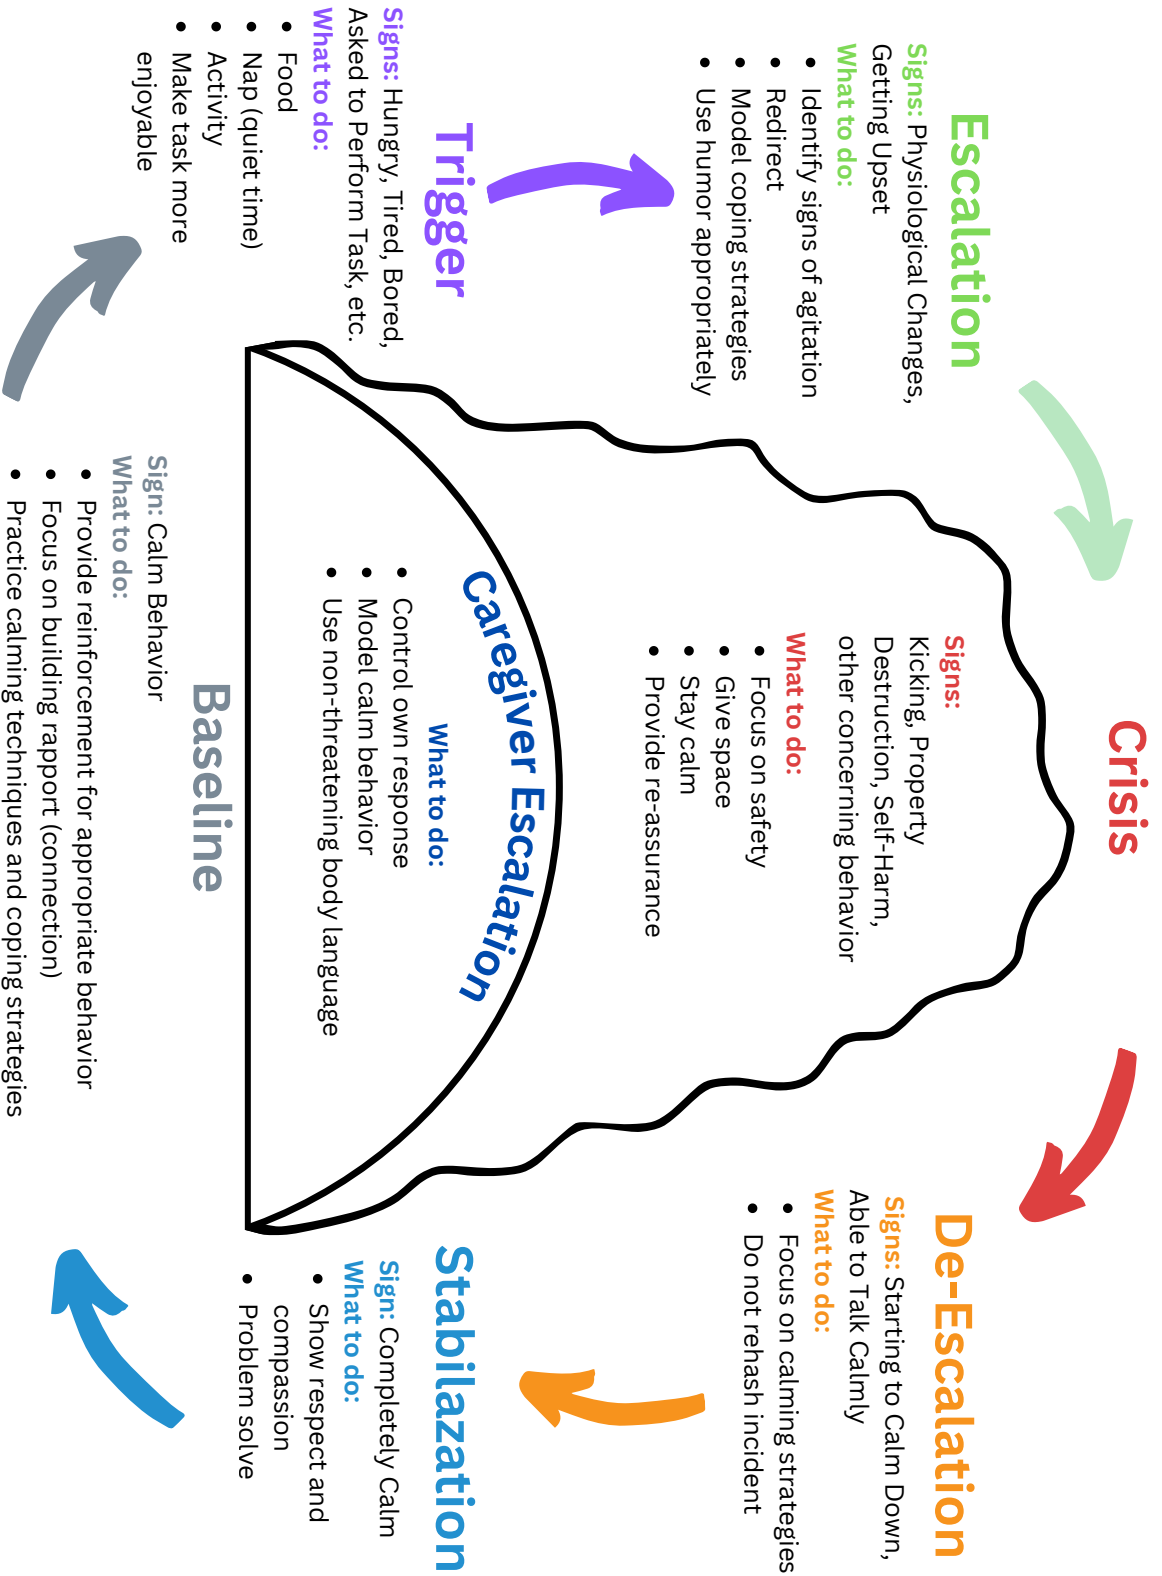 Crisis
Escalation
Signs: Physiological Changes,
Getting Upset
What to do:
• Identify signs of agitation
• Redirect
• Model coping strategies
• Use humor appropriately
Signs:
Kicking, Property
Destruction, Self-Harm,
other concerning behavior
What to do:
• Focus on safety
• Give space
• Stay calm
• Provide re-assurance
De-Escalation
Signs: Starting to Calm Down,
Able to Talk Calmly
What to do:
• Focus on calming strategies
• Do not rehash incident
Trigger
Signs: Hungry, Tired, Bored,
Asked to Perform Task, etc.
What to do:
• Food
• Nap (quiet time)
• Activity
• Make task more
enjoyable
Caregiver Escalation
What to do:
• Control own response
• Model calm behavior
• Use non-threatening body language
Stabilazation
Sign: Completely Calm
What to do:
• Show respect and
compassion
• Problem solve
Baseline
Sign: Calm Behavior
What to do:
• Provide reinforcement for appropriate behavior
• Focus on building rapport (connection)
• Practice calming techniques and coping strategies